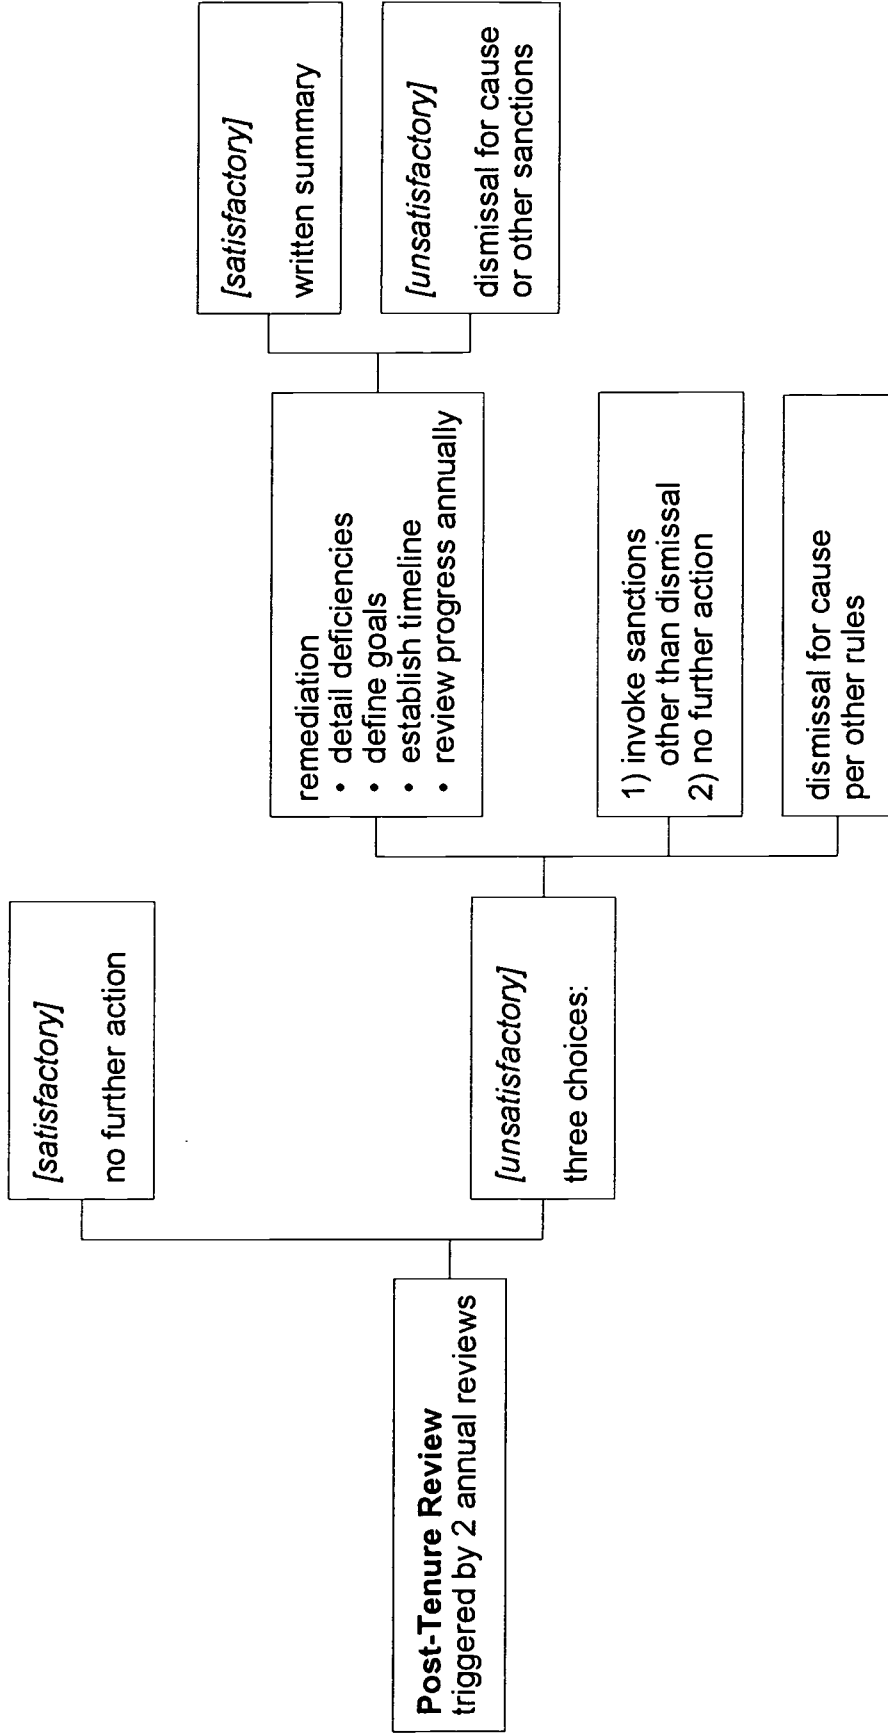 Post-Tenure Review
triggered by 2 annual reviews
[satisfactory]
no further action
[unsatisfactory]
three choices:
remediation
• detail deficiencies
• define goals
• establish timeline
• review progress annually
1) invoke sanctions
other than dismissal
2) no further action
dismissal for cause
per other rules
[satisfactory]
written summary
[unsatisfactory]
dismissal for cause
or other sanctions